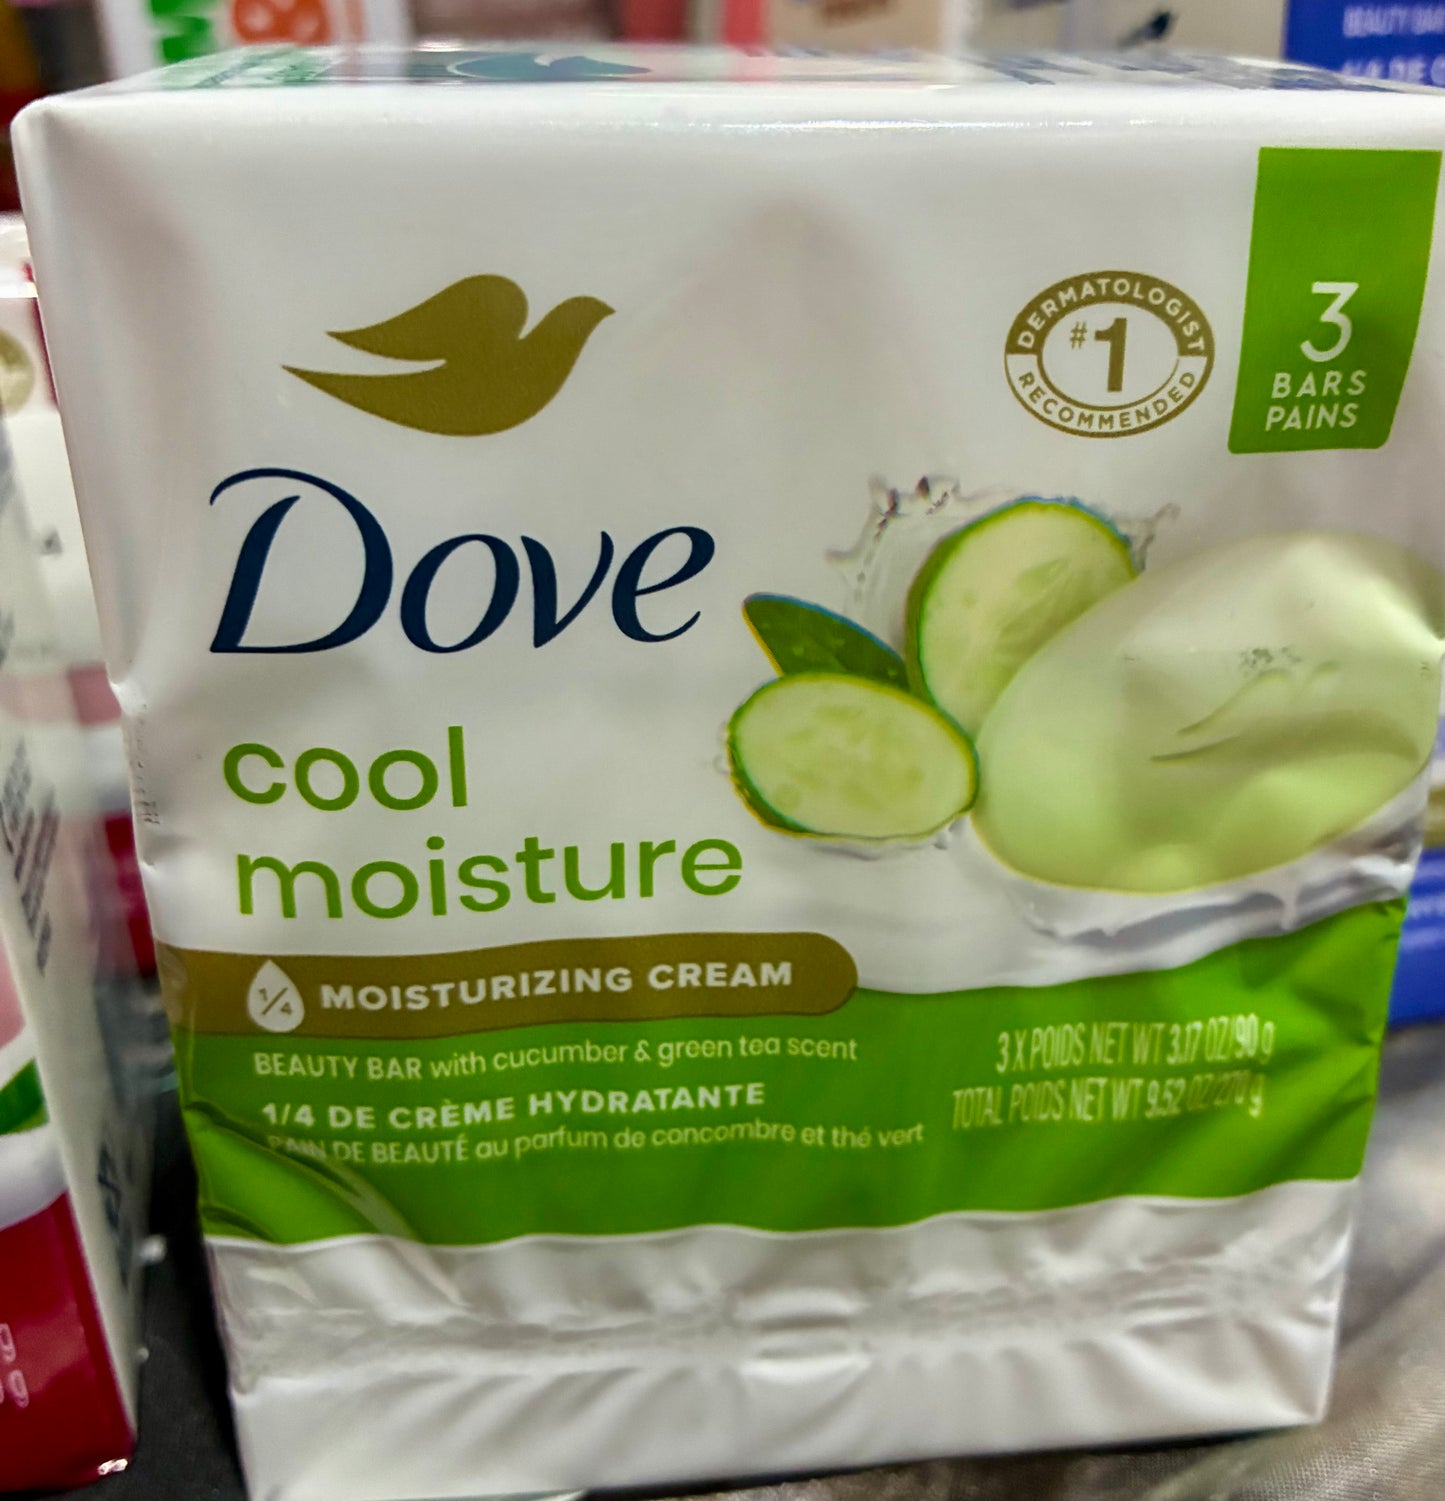 BEAUTY BAR
3
BARS
PAINS
DERMATOLOGIST
#1
RECOMMENDED
Dove
cool
moisture
1/4 MOISTURIZING CREAM
BEAUTY BAR with cucumber & green tea scent
1/4 DE CRÈME HYDRATANTE
PAIN DE BEAUTÉ au parfum de concombre et thé vert
3 X POIDS NET WT 3.17 OZ/90 g
TOTAL POIDS NET WT 9.52 OZ/270 g